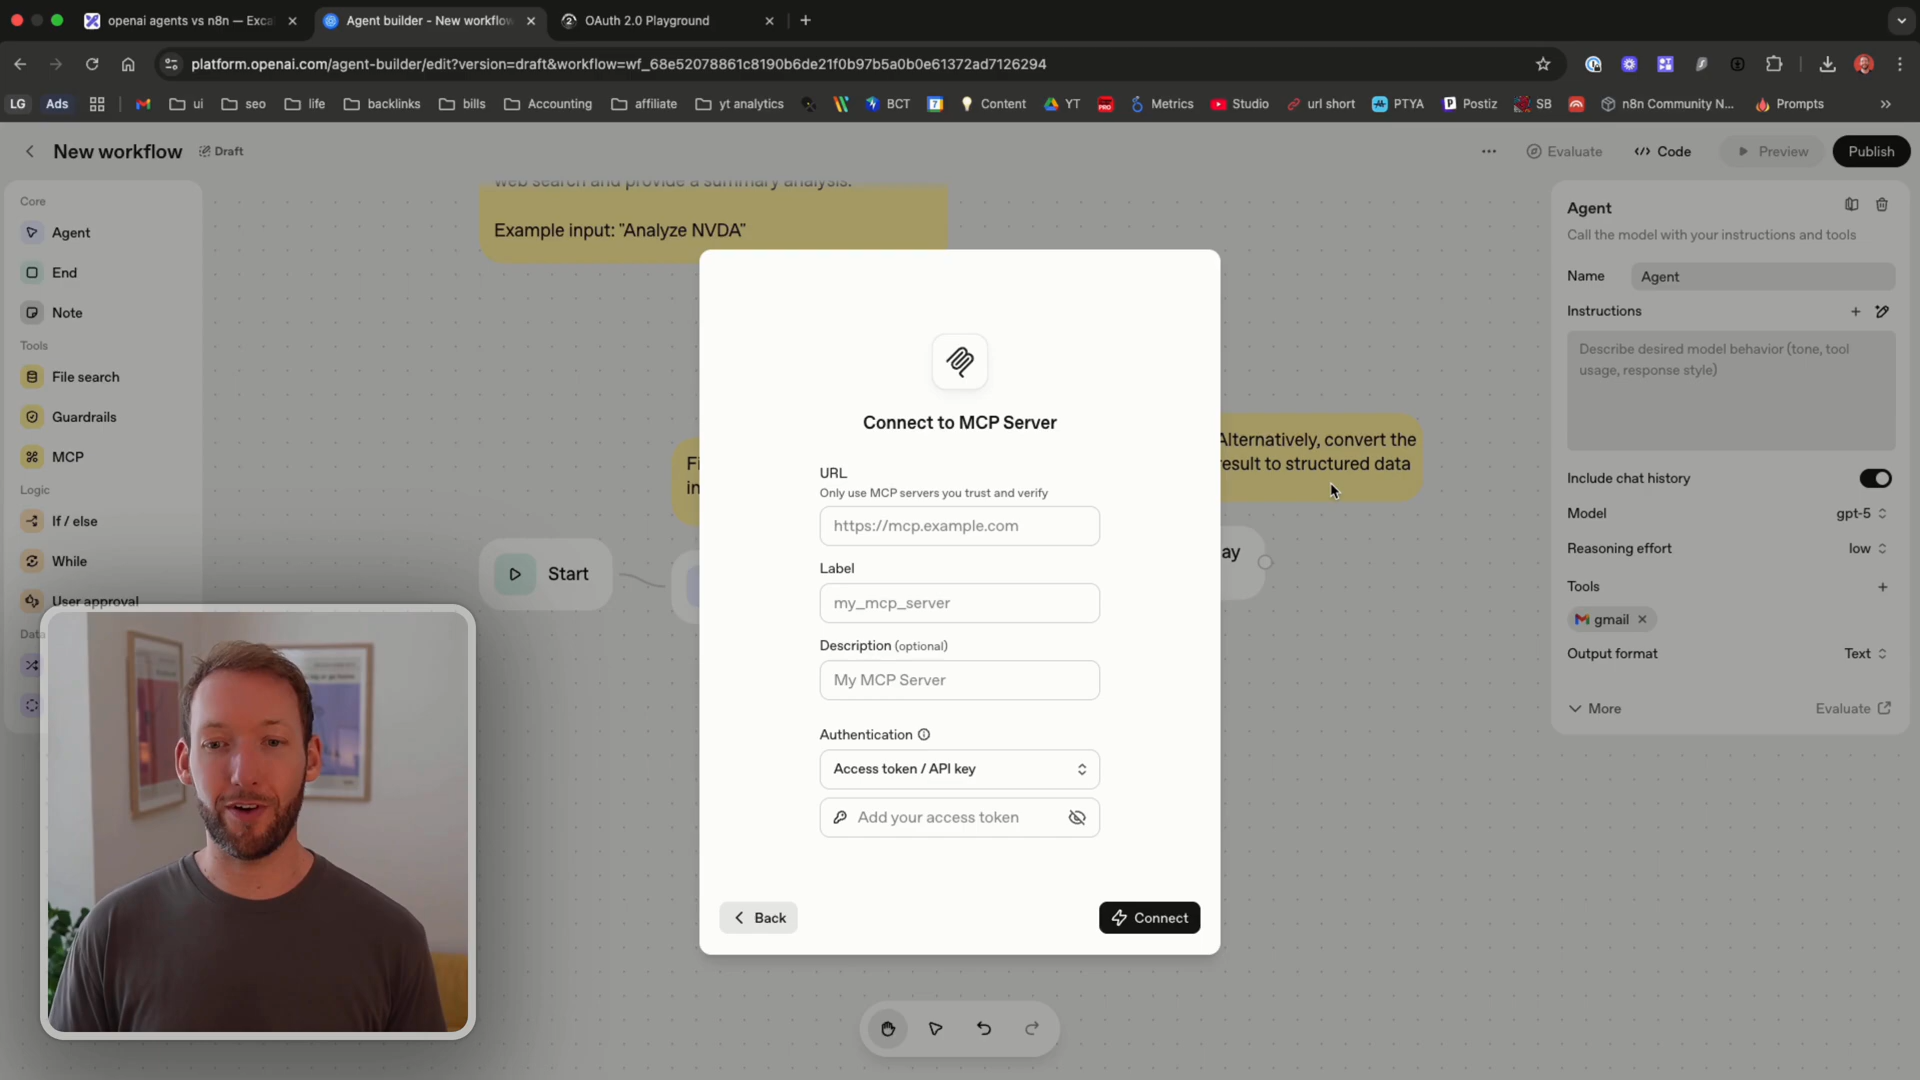 openai agents vs n8n — Exca
Agent builder - New workflow
OAuth 2.0 Playground
platform.openai.com/agent-builder/edit?version=draft&workflow=wf_68e52078861c8190b6de21f0b97b5a0b0e61372ad7126294
LG
Ads
ui
seo
life
backlinks
bills
Accounting
affiliate
yt analytics
BCT
Content
YT
Metrics
Studio
url short
PTYA
Postiz
SB
n8n Community N...
Prompts
New workflow
Draft
Evaluate
Code
Preview
Publish
Core
Agent
End
Note
Tools
File search
Guardrails
MCP
Logic
If / else
While
User approval
Data
web search and provide a summary analysis.
Example input: "Analyze NVDA"
Start
Alternatively, convert the
result to structured data
Connect to MCP Server
URL
Only use MCP servers you trust and verify
https://mcp.example.com
Label
my_mcp_server
Description (optional)
My MCP Server
Authentication
Access token / API key
Add your access token
Back
Connect
Agent
Call the model with your instructions and tools
Name
Agent
Instructions
Describe desired model behavior (tone, tool
usage, response style)
Include chat history
Model
gpt-5
Reasoning effort
low
Tools
gmail
Output format
Text
More
Evaluate